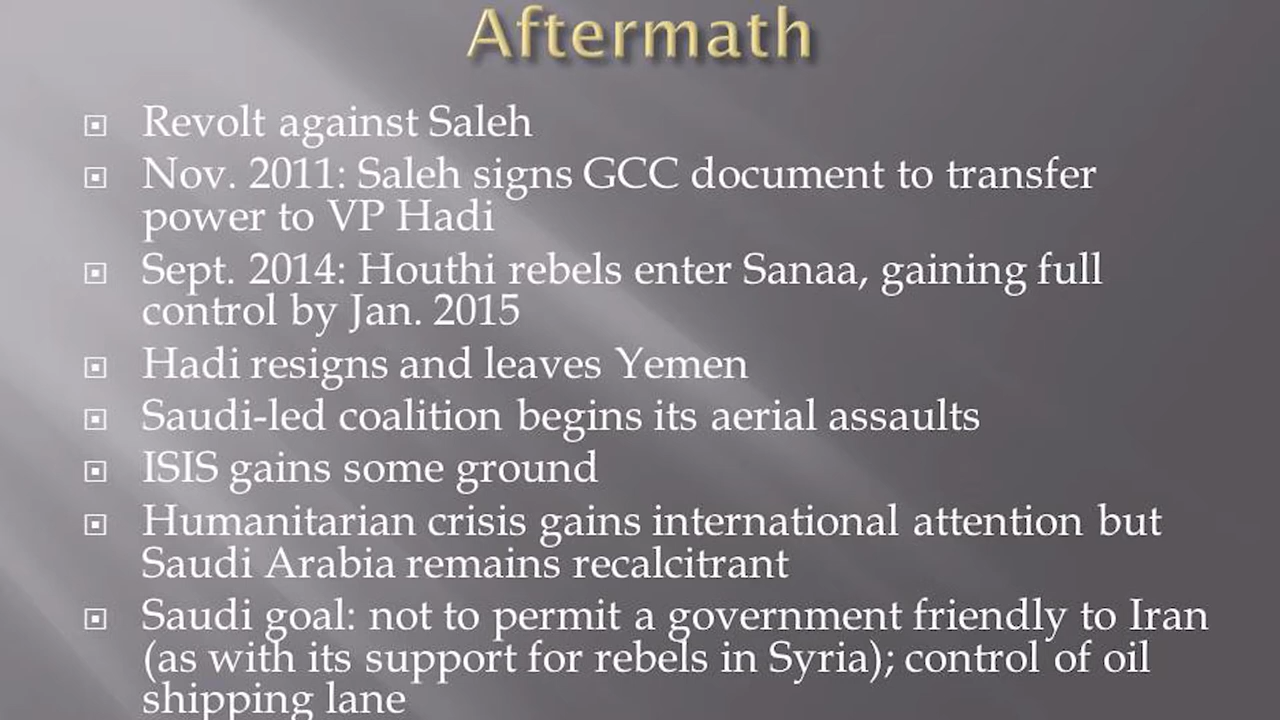 Aftermath
Revolt against Saleh
Nov. 2011: Saleh signs GCC document to transfer
power to VP Hadi
Sept. 2014: Houthi rebels enter Sanaa, gaining full
control by Jan. 2015
Hadi resigns and leaves Yemen
Saudi-led coalition begins its aerial assaults
ISIS gains some ground
Humanitarian crisis gains international attention but
Saudi Arabia remains recalcitrant
Saudi goal: not to permit a government friendly to Iran
(as with its support for rebels in Syria); control of oil
shipping lane